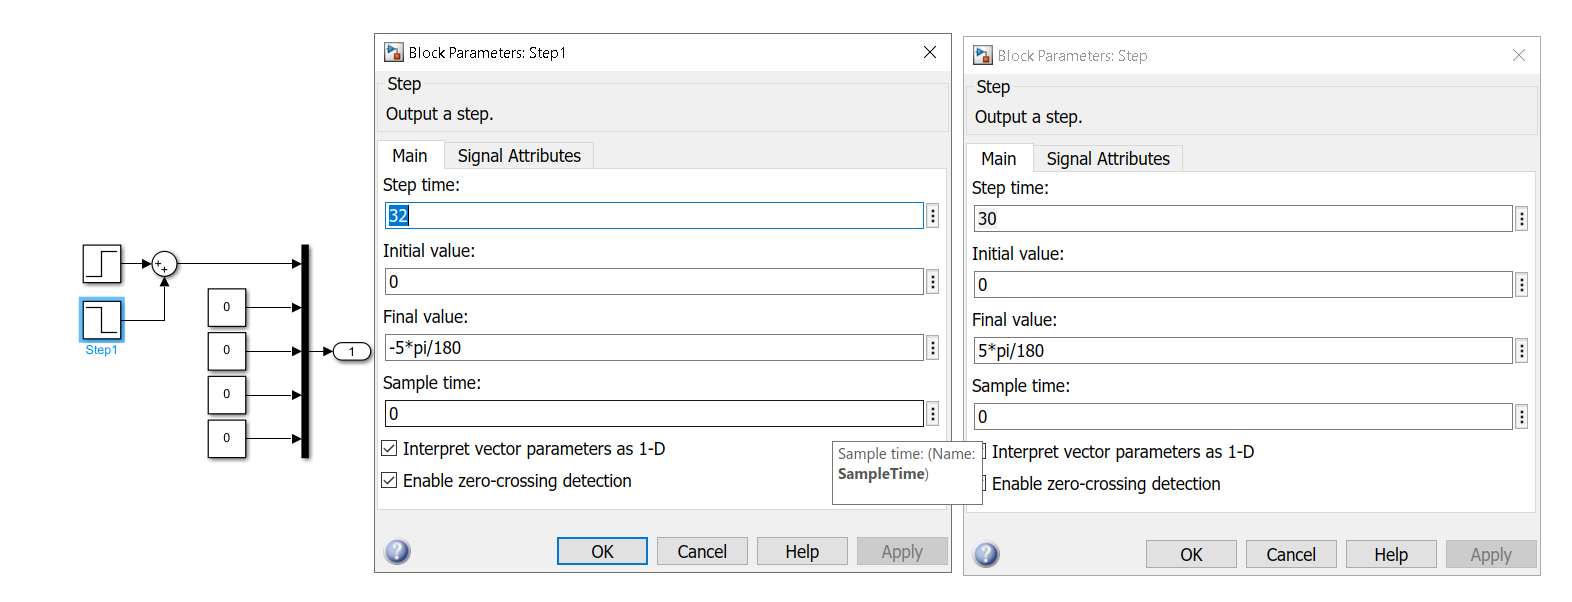 Step1
0
0
0
0
1
Block Parameters: Step1
Step
Output a step.
Main
Signal Attributes
Step time:
32
Initial value:
0
Final value:
-5*pi/180
Sample time:
0
Interpret vector parameters as 1-D
Enable zero-crossing detection
Sample time: (Name:
SampleTime)
OK
Cancel
Help
Apply
Block Parameters: Step
Step
Output a step.
Main
Signal Attributes
Step time:
30
Initial value:
0
Final value:
5*pi/180
Sample time:
0
Interpret vector parameters as 1-D
Enable zero-crossing detection
OK
Cancel
Help
Apply